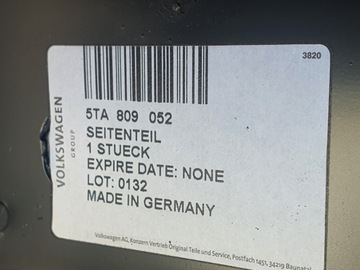 3820
VOLKSWAGEN
GROUP
5TA 809 052
SEITENTEIL
1 STUECK
EXPIRE DATE: NONE
LOT: 0132
MADE IN GERMANY
Volkswagen AG, Konzern Vertrieb Original Teile und Service, Postfach 1451, 34219 Baunatal